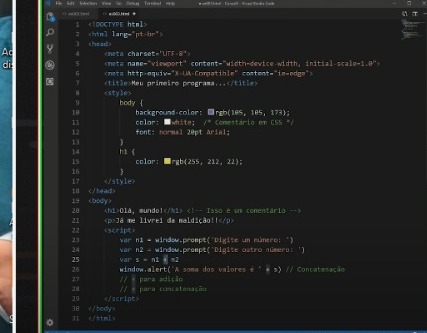 File Edit Selection View Go Debug Terminal Help
ex003.html - Curso JS - Visual Studio Code
1 <!DOCTYPE html>
2 <html lang="pt-br">
3 <head>
4 <meta charset="UTF-8">
5 <meta name="viewport" content="width=device-width, initial-scale=1.0">
6 <meta http-equiv="X-UA-Compatible" content="ie=edge">
7 <title>Meu primeiro programa...</title>
8 <style>
9 body {
10 background-color: rgb(105, 105, 173);
11 color: white; /* Comentário em CSS */
12 font: normal 20pt Arial;
13 }
14 h1 {
15 color: rgb(255, 212, 22);
16 }
17 </style>
18 </head>
19 <body>
20 <h1>Olá, mundo!</h1> <!-- Isso é um comentário -->
21 <p>Já me livrei da maldição!!</p>
22 <script>
23 var n1 = window.prompt('Digite um número: ')
24 var n2 = window.prompt('Digite outro número: ')
25 var s = n1 + n2
26 window.alert('A soma dos valores é ' + s) // Concatenação
27 // + para adição
28 // + para concatenação
29 </script>
30 </body>
31 </html>